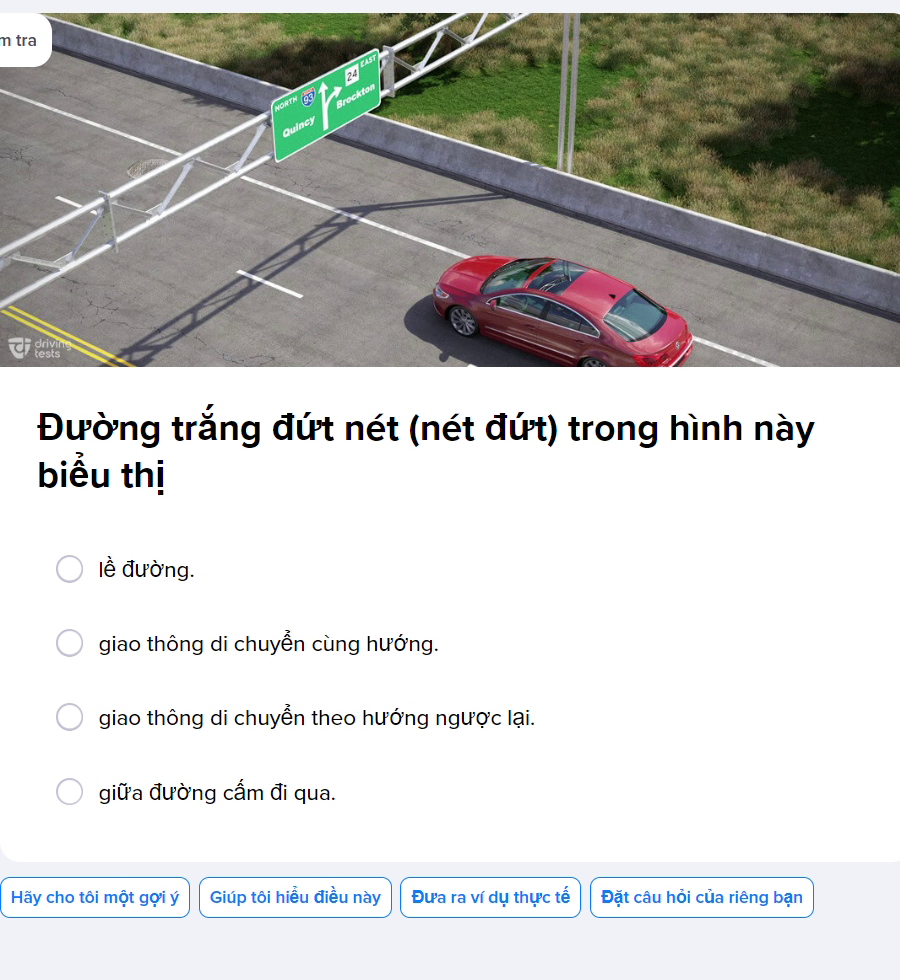 m tra
EAST
24
NORTH 93
Brockton
Quincy
driving
tests
Đường trắng đứt nét (nét đứt) trong hình này
biểu thị
lề đường.
giao thông di chuyển cùng hướng.
giao thông di chuyển theo hướng ngược lại.
giữa đường cấm đi qua.
Hãy cho tôi một gợi ý
Giúp tôi hiểu điều này
Đưa ra ví dụ thực tế
Đặt câu hỏi của riêng bạn